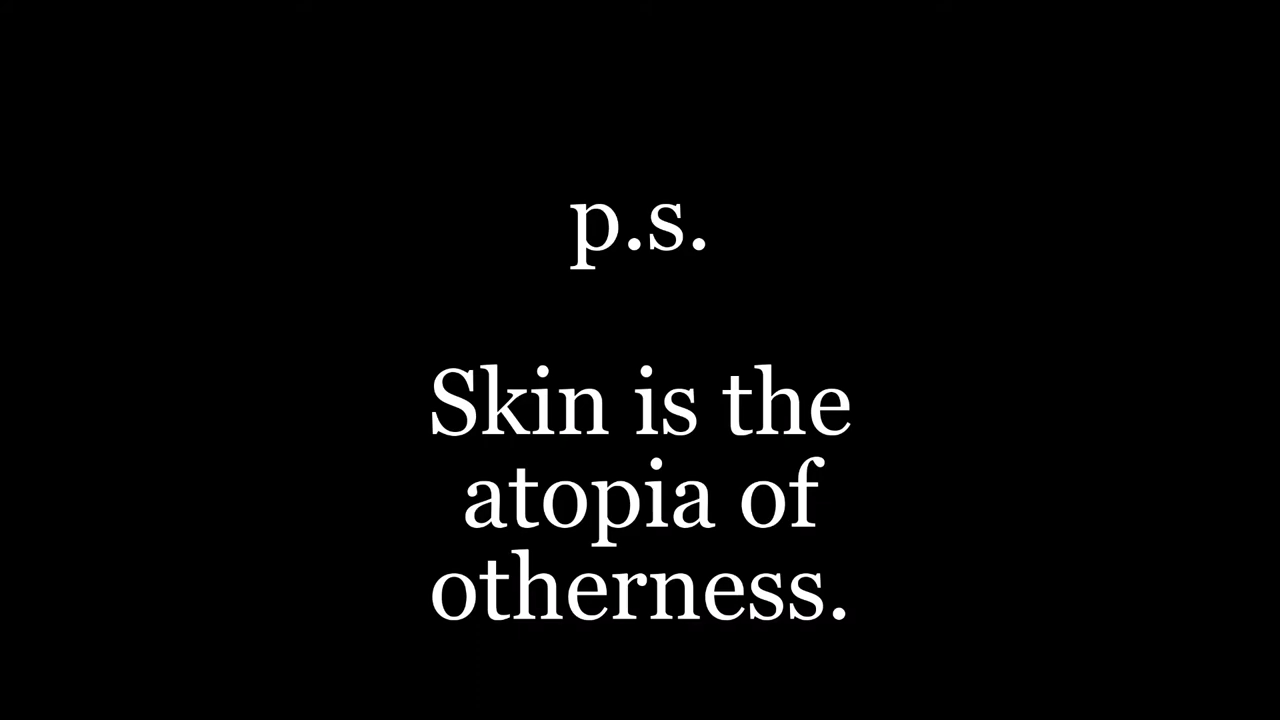 p.s.
Skin is the
atopia of
otherness.